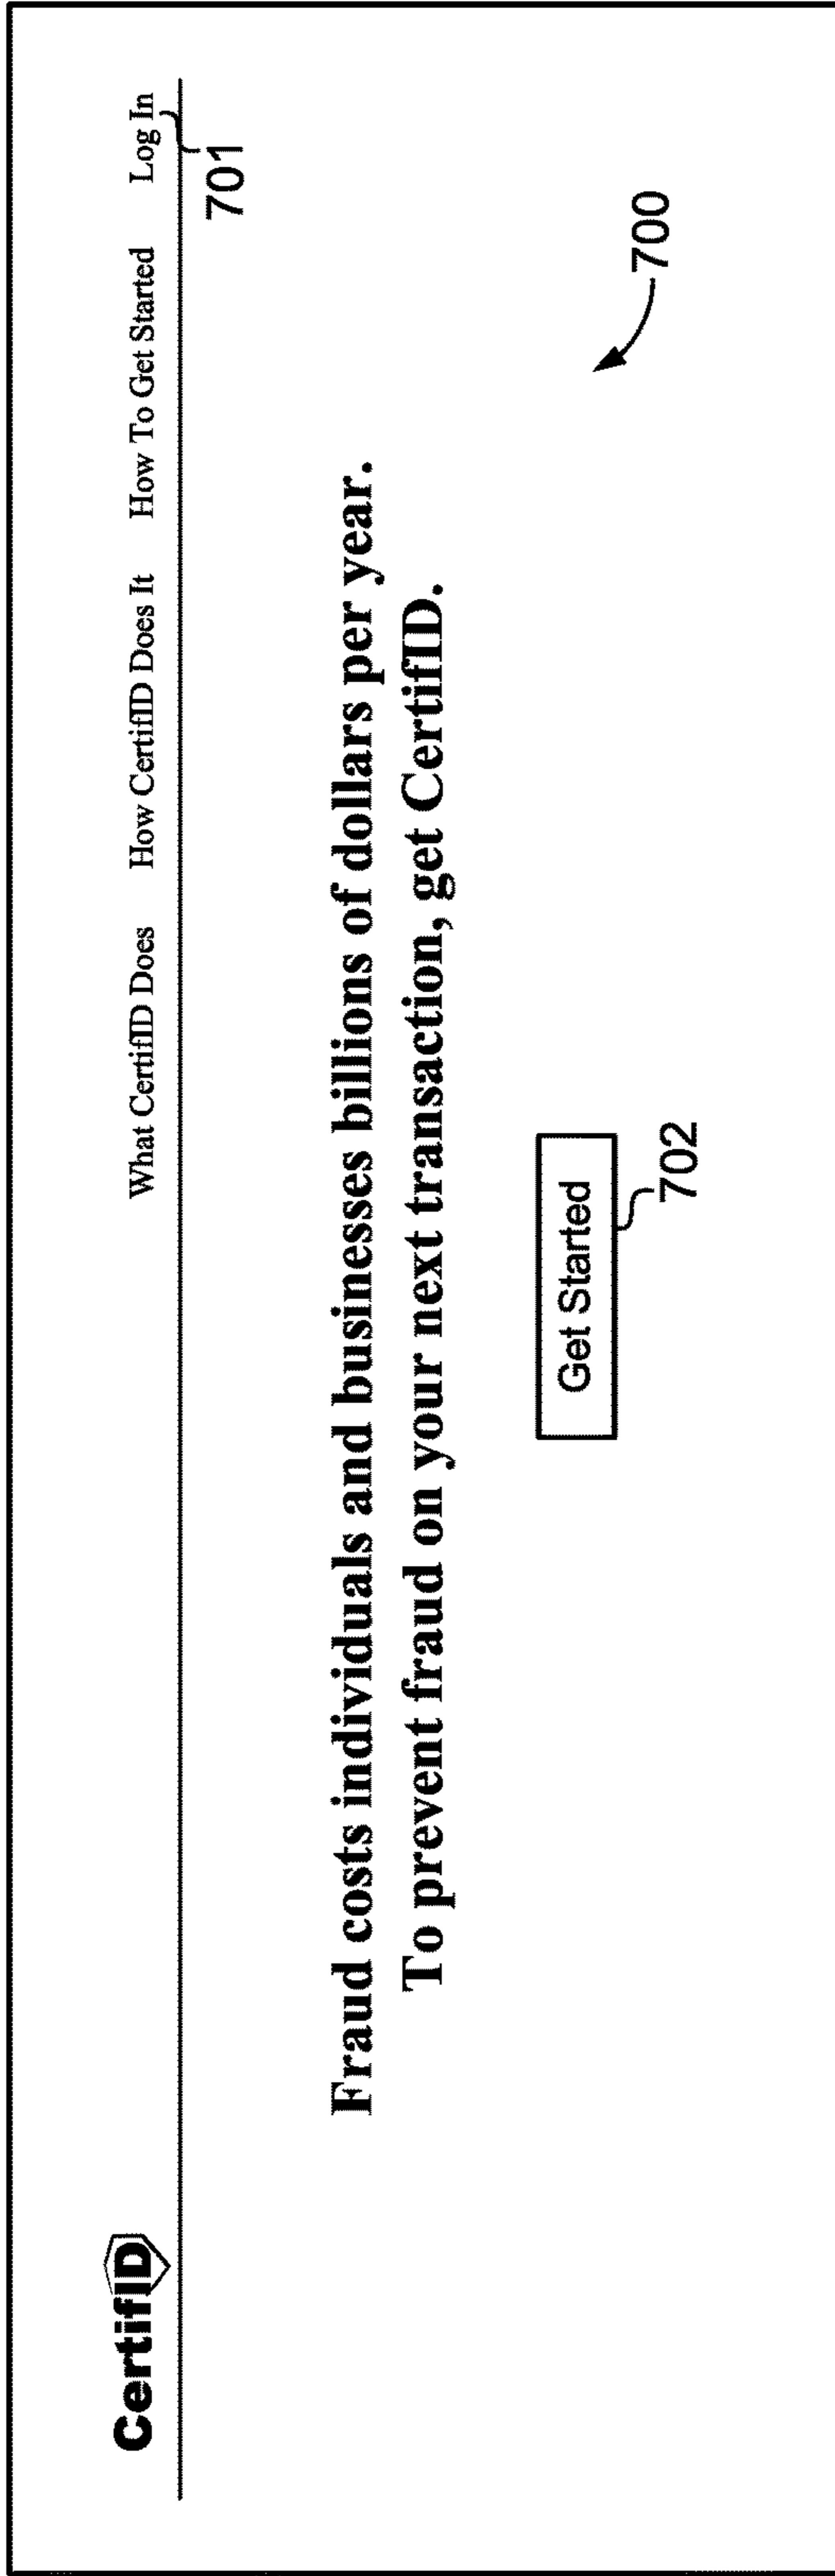 CertifID
What CertifID Does How CertifID Does It How To Get Started Log In
701
Fraud costs individuals and businesses billions of dollars per year.
To prevent fraud on your next transaction, get CertifID.
Get Started
702
700